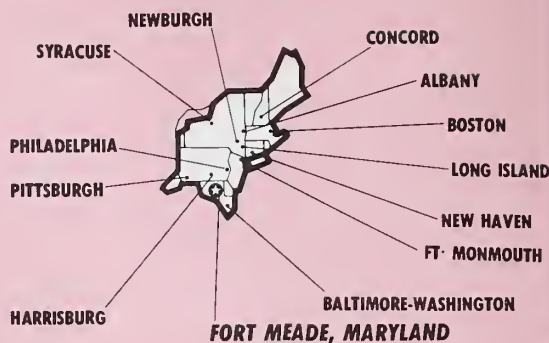 NEWBURGH
SYRACUSE
CONCORD
ALBANY
BOSTON
PHILADELPHIA
LONG ISLAND
PITTSBURGH
NEW HAVEN
FT. MONMOUTH
BALTIMORE-WASHINGTON
HARRISBURG
FORT MEADE, MARYLAND